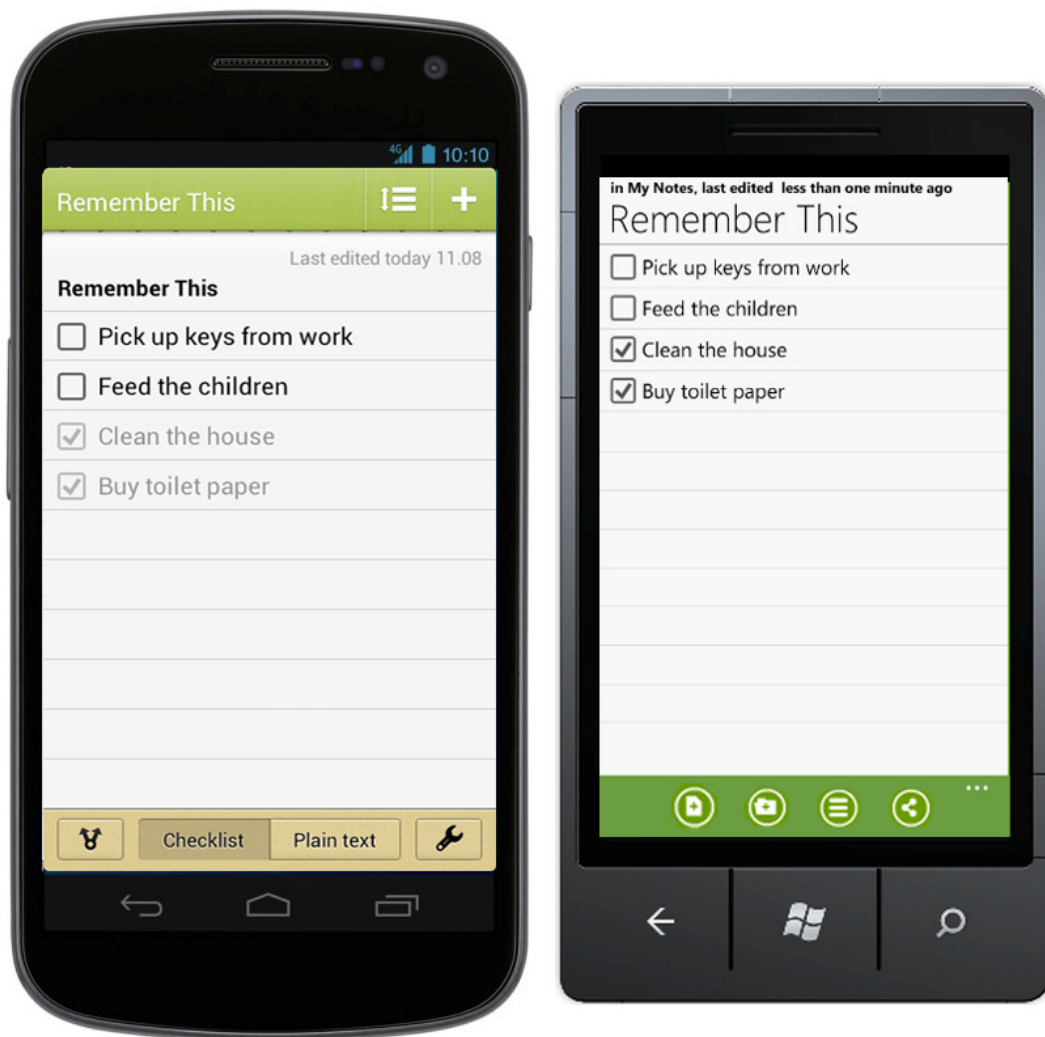 4G 10:10
Remember This
Last edited today 11.08
Remember This
Pick up keys from work
Feed the children
Clean the house
Buy toilet paper
Checklist Plain text
in My Notes, last edited less than one minute ago
Remember This
Pick up keys from work
Feed the children
Clean the house
Buy toilet paper